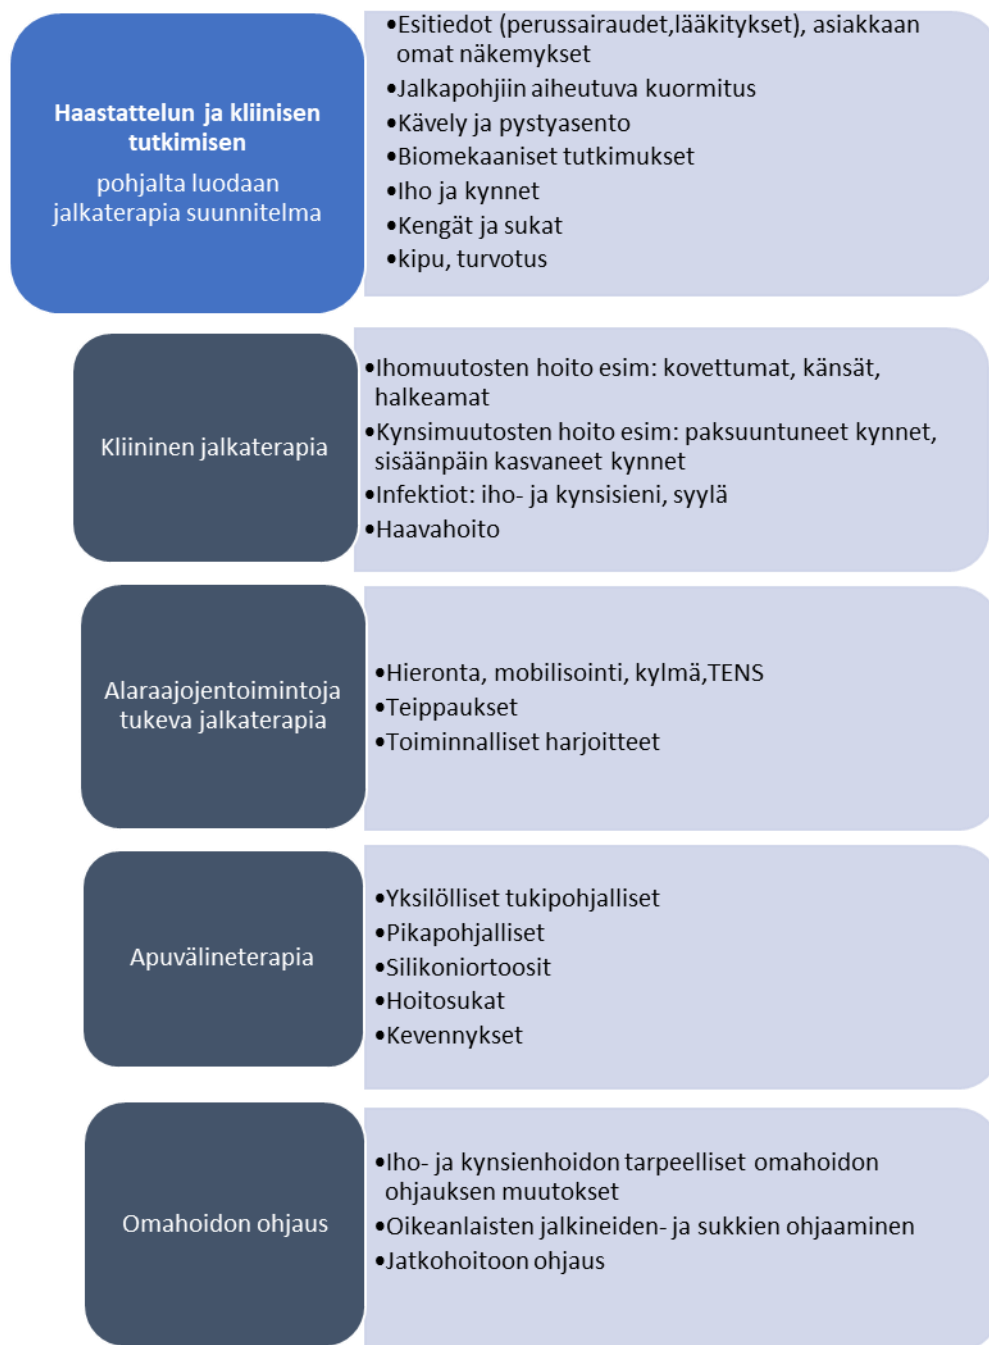 Haastattelun ja kliinisen
tutkimisen
pohjalta luodaan
jalkaterapia suunnitelma
•Esitiedot (perussairaudet,lääkitykset), asiakkaan
omat näkemykset
•Jalkapohjiin aiheutuva kuormitus
•Kävely ja pystyasento
•Biomekaaniset tutkimukset
•Iho ja kynnet
•Kengät ja sukat
•kipu, turvotus
Kliininen jalkaterapia
•Ihomuutosten hoito esim: kovettumat, känsät,
halkeamat
•Kynsimuutosten hoito esim: paksuuntuneet kynnet,
sisäänpäin kasvaneet kynnet
•Infektiot: iho- ja kynsisieni, syylä
•Haavahoito
Alaraajojentoimintoja
tukeva jalkaterapia
•Hieronta, mobilisointi, kylmä,TENS
•Teippaukset
•Toiminnalliset harjoitteet
Apuvälineterapia
•Yksilölliset tukipohjalliset
•Pikapohjalliset
•Silikoniortoosit
•Hoitosukat
•Kevennykset
Omahoidon ohjaus
•Iho- ja kynsienhoidon tarpeelliset omahoidon
ohjauksen muutokset
•Oikeanlaisten jalkineiden- ja sukkien ohjaaminen
•Jatkohoitoon ohjaus